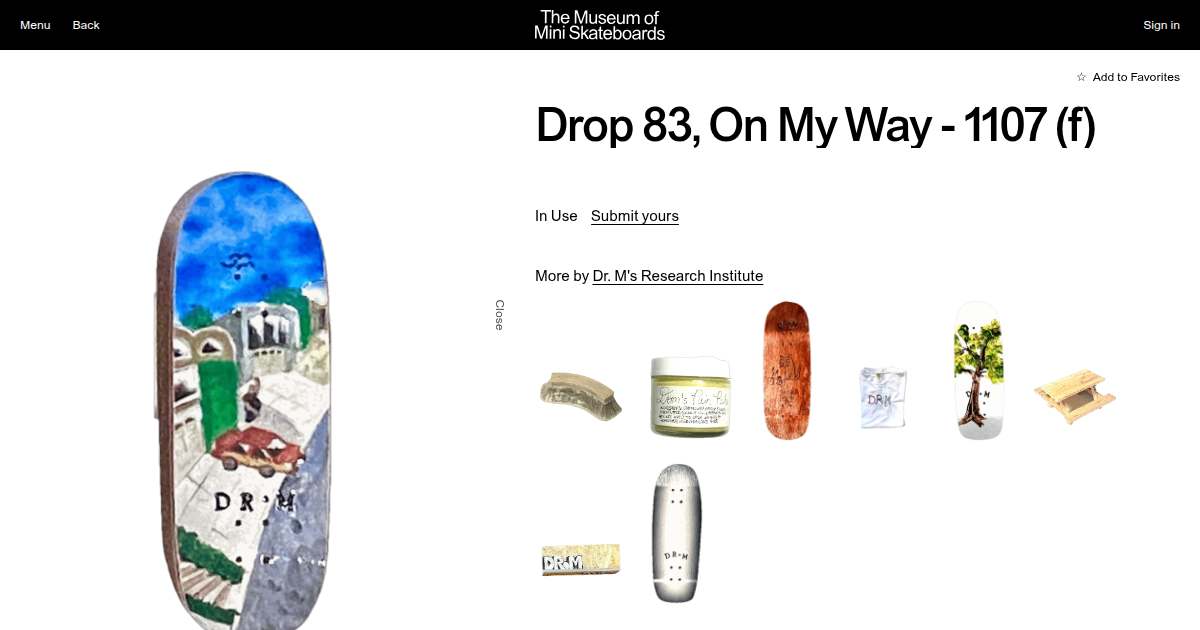 Menu
Back
The Museum of
Mini Skateboards
Sign in
☆ Add to Favorites
Drop 83, On My Way - 1107 (f)
In Use Submit yours
More by Dr. M's Research Institute
Close
DR•M
DRM
DR•M
DR•M